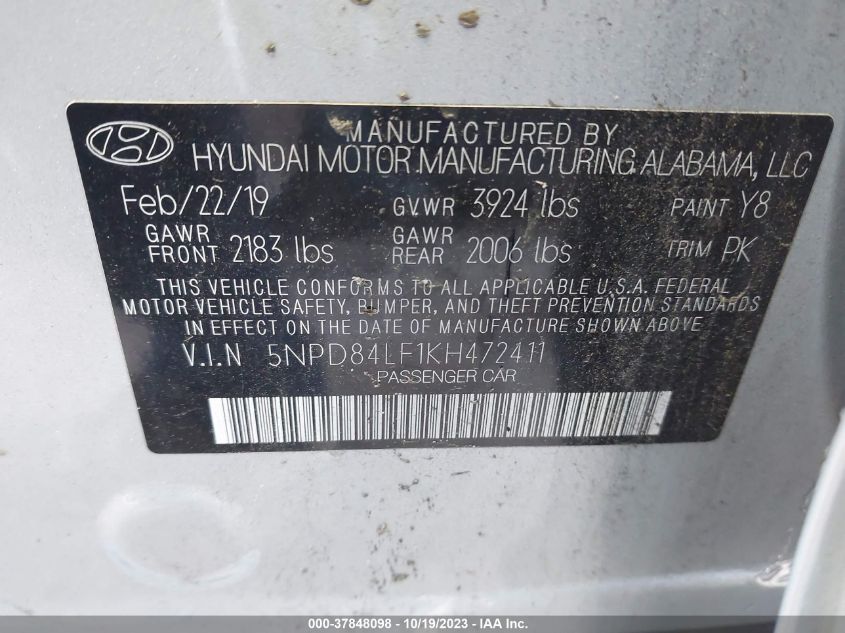 MANUFACTURED BY
HYUNDAI MOTOR MANUFACTURING ALABAMA, LLC
Feb/22/19 GVWR 3924 lbs PAINT Y8
GAWR FRONT 2183 lbs GAWR REAR 2006 lbs TRIM PK
THIS VEHICLE CONFORMS TO ALL APPLICABLE U.S.A. FEDERAL
MOTOR VEHICLE SAFETY, BUMPER, AND THEFT PREVENTION STANDARDS
IN EFFECT ON THE DATE OF MANUFACTURE SHOWN ABOVE.
V.I.N 5NPD84LF1KH472411
PASSENGER CAR
000-37848098 - 10/19/2023 - IAA Inc.